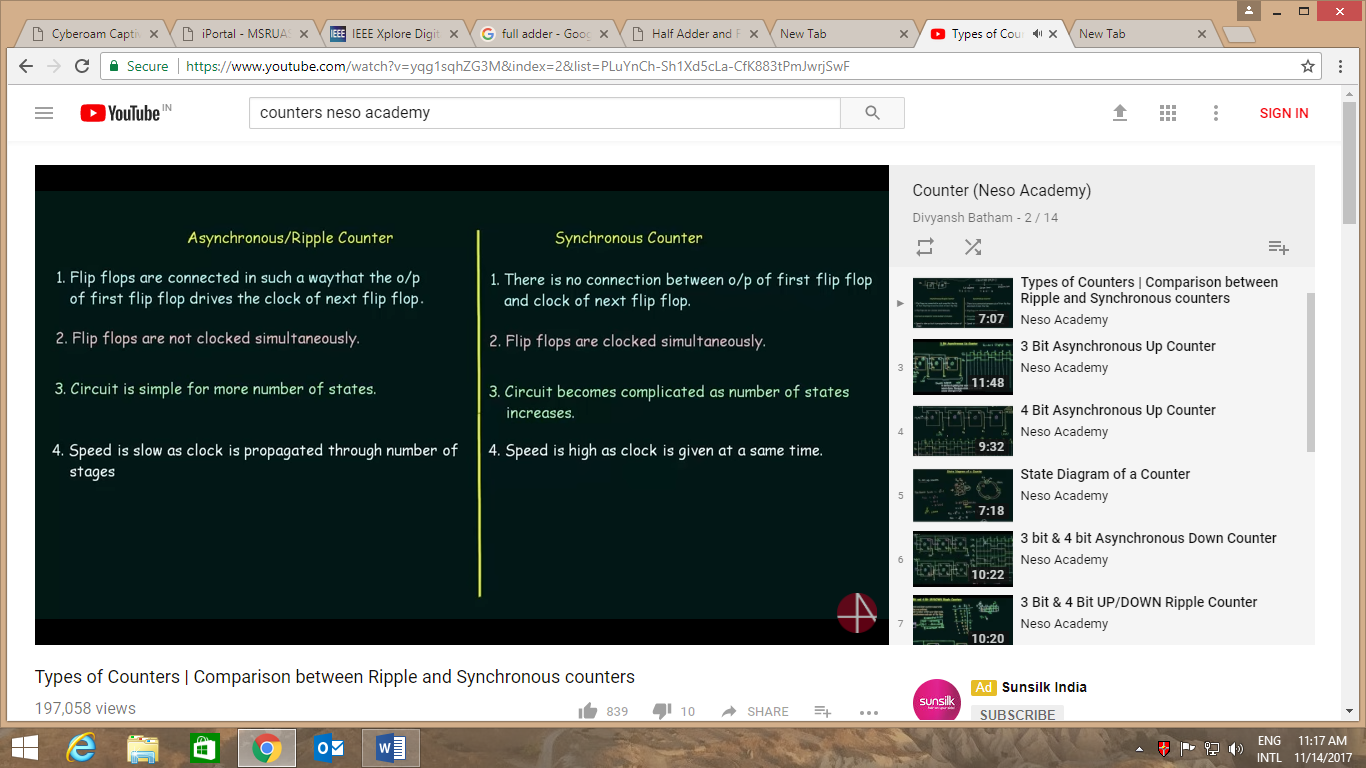 Cyberoam Captiv
iPortal - MSRUAS
IEEE Xplore Digit
full adder - Goog
Half Adder and F
New Tab
Types of Cou
New Tab
Secure
https://www.youtube.com/watch?v=yqg1sqhZG3M&index=2&list=PLuYnCh-Sh1Xd5cLa-CfK883tPmJwrjSwF
YouTube IN
counters neso academy
SIGN IN
Asynchronous/Ripple Counter
1. Flip flops are connected in such a waythat the o/p
of first flip flop drives the clock of next flip flop.
2. Flip flops are not clocked simultaneously.
3. Circuit is simple for more number of states.
4. Speed is slow as clock is propagated through number of
stages
Synchronous Counter
1. There is no connection between o/p of first flip flop
and clock of next flip flop.
2. Flip flops are clocked simultaneously.
3. Circuit becomes complicated as number of states
increases.
4. Speed is high as clock is given at a same time.
Counter (Neso Academy)
Divyansh Batham - 2 / 14
7:07
Types of Counters | Comparison between
Ripple and Synchronous counters
Neso Academy
3
11:48
3 Bit Asynchronous Up Counter
Neso Academy
4
9:32
4 Bit Asynchronous Up Counter
Neso Academy
5
7:18
State Diagram of a Counter
Neso Academy
6
10:22
3 bit & 4 bit Asynchronous Down Counter
Neso Academy
7
10:20
3 Bit & 4 Bit UP/DOWN Ripple Counter
Neso Academy
Types of Counters | Comparison between Ripple and Synchronous counters
197,058 views
839
10
SHARE
sunsilk
Ad Sunsilk India
SUBSCRIBE
ENG
INTL
11:17 AM
11/14/2017